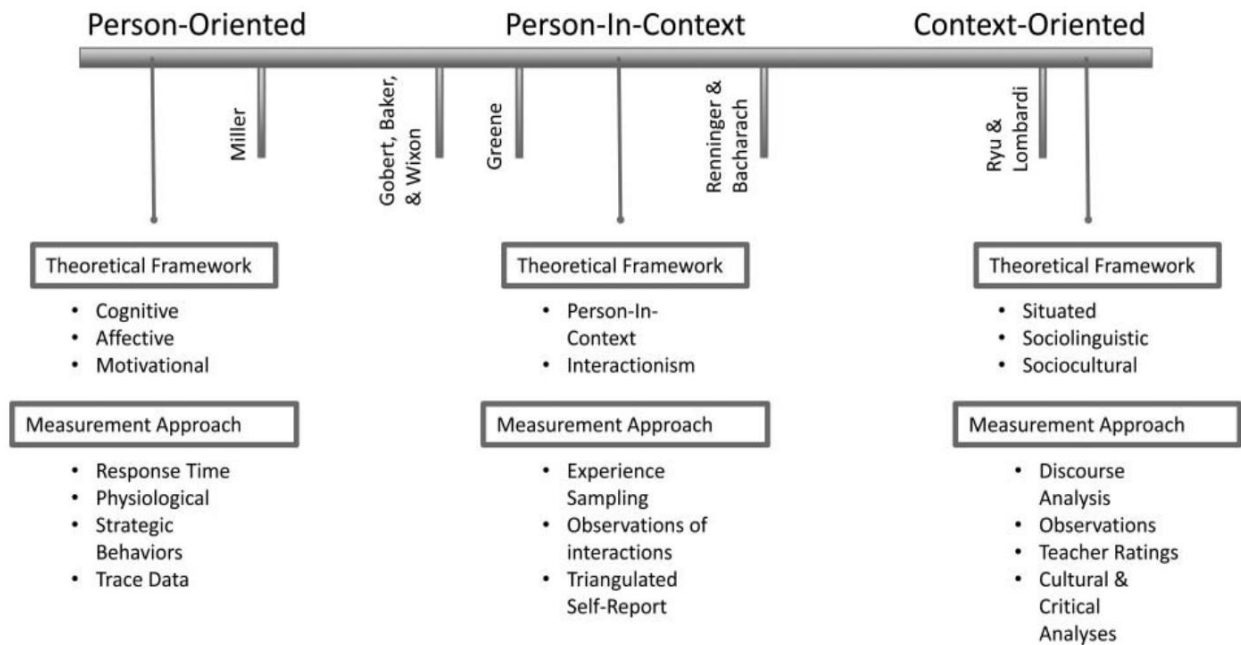 Person-Oriented
Person-In-Context
Context-Oriented
Miller
Gobert, Baker,
& Wixon
Greene
Renninger &
Bacharach
Ryu &
Lombardi
Theoretical Framework
• Cognitive
• Affective
• Motivational
Measurement Approach
• Response Time
• Physiological
• Strategic
Behaviors
• Trace Data
Theoretical Framework
• Person-In-
Context
• Interactionism
Measurement Approach
• Experience
Sampling
• Observations of
interactions
• Triangulated
Self-Report
Theoretical Framework
• Situated
• Sociolinguistic
• Sociocultural
Measurement Approach
• Discourse
Analysis
• Observations
• Teacher Ratings
• Cultural &
Critical
Analyses